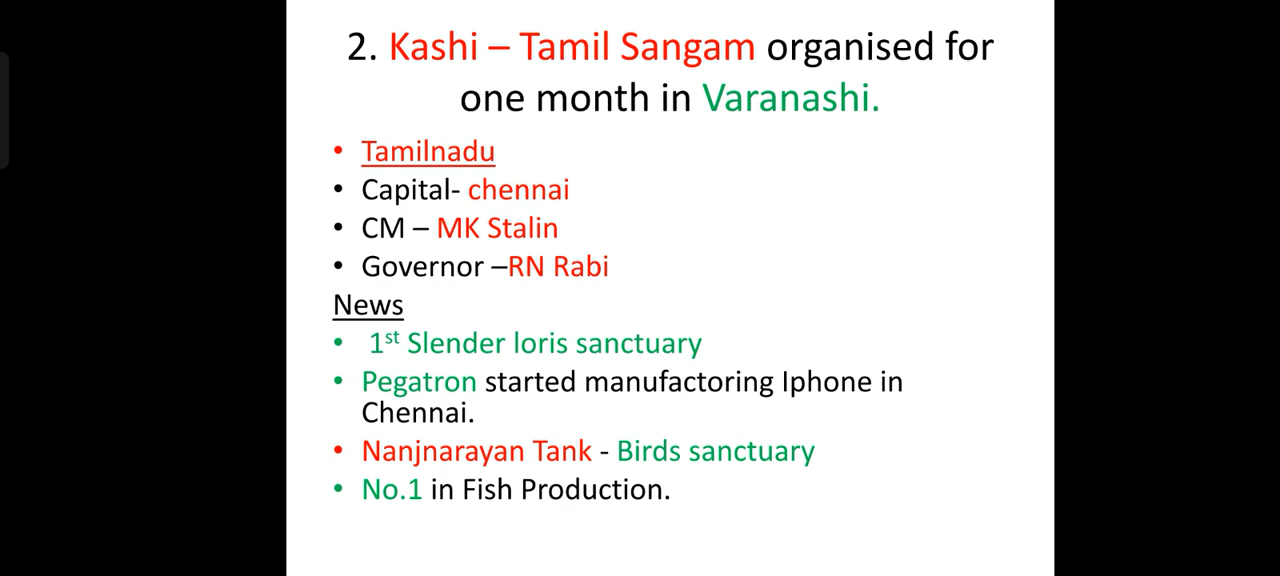 2. Kashi – Tamil Sangam organised for
one month in Varanashi.
• Tamilnadu
• Capital- chennai
• CM – MK Stalin
• Governor –RN Rabi
News
• 1st Slender loris sanctuary
• Pegatron started manufactoring Iphone in
Chennai.
• Nanjnarayan Tank - Birds sanctuary
• No.1 in Fish Production.